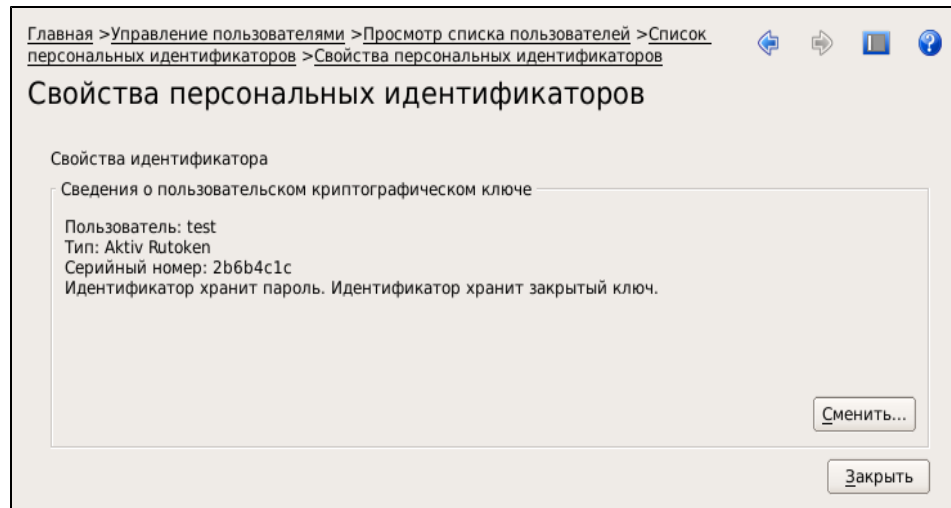 Главная >Управление пользователями >Просмотр списка пользователей >Список
персональных идентификаторов >Свойства персональных идентификаторов
Свойства персональных идентификаторов
Свойства идентификатора
Сведения о пользовательском криптографическом ключе
Пользователь: test
Тип: Aktiv Rutoken
Серийный номер: 2b6b4c1c
Идентификатор хранит пароль. Идентификатор хранит закрытый ключ.
Сменить...
Закрыть